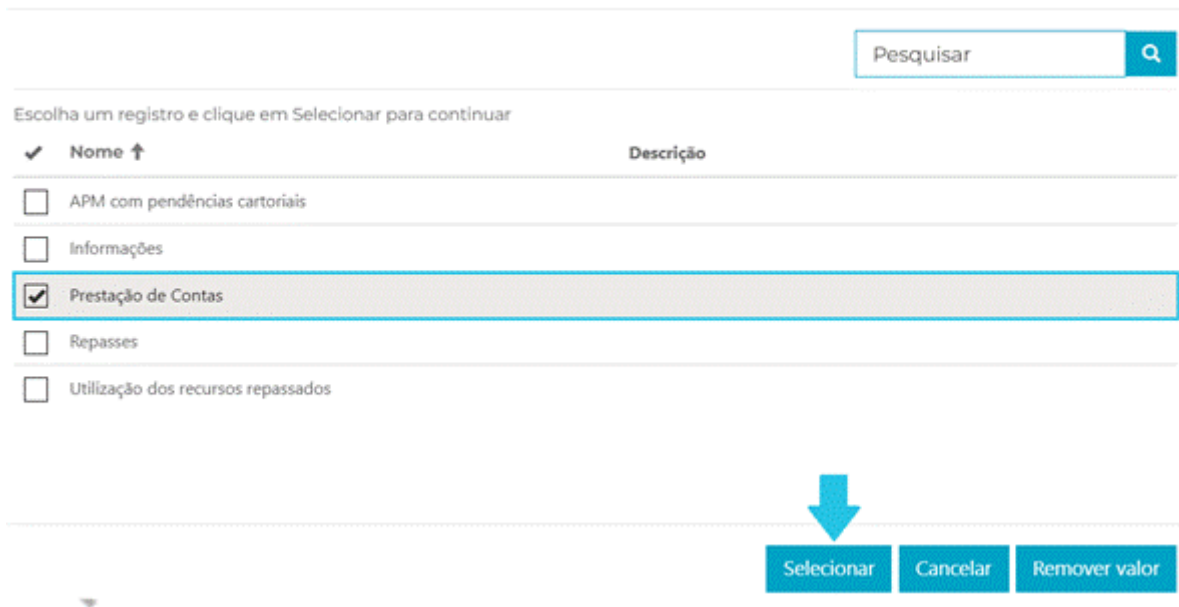 Pesquisar
Escolha um registro e clique em Selecionar para continuar
Nome Descrição
APM com pendências cartoriais
Informações
Prestação de Contas
Repasses
Utilização dos recursos repassados
Selecionar Cancelar Remover valor